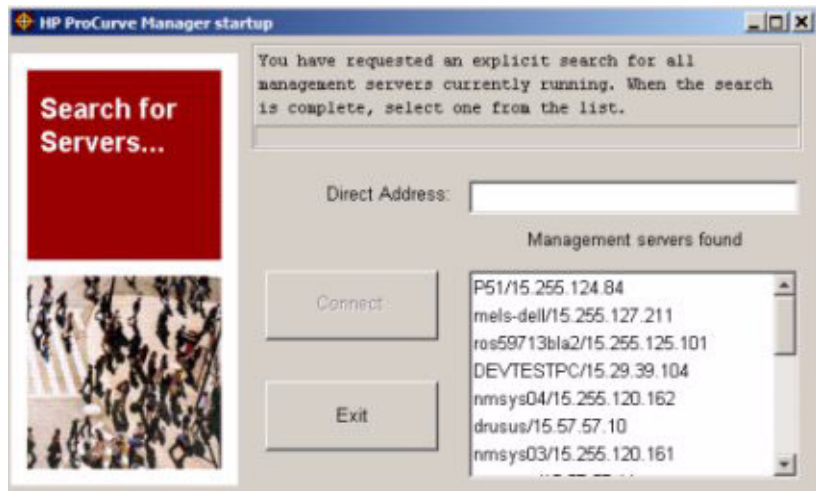 HP ProCurve Manager startup
Search for
Servers...
You have requested an explicit search for all
management servers currently running. When the search
is complete, select one from the list.
Direct Address:
Management servers found
Connect
Exit
P51/15.255.124.84
mels-dell/15.255.127.211
ros59713bla2/15.255.125.101
DEVTESTPC/15.29.39.104
nmsys04/15.255.120.162
drusus/15.57.57.10
nmsys03/15.255.120.161